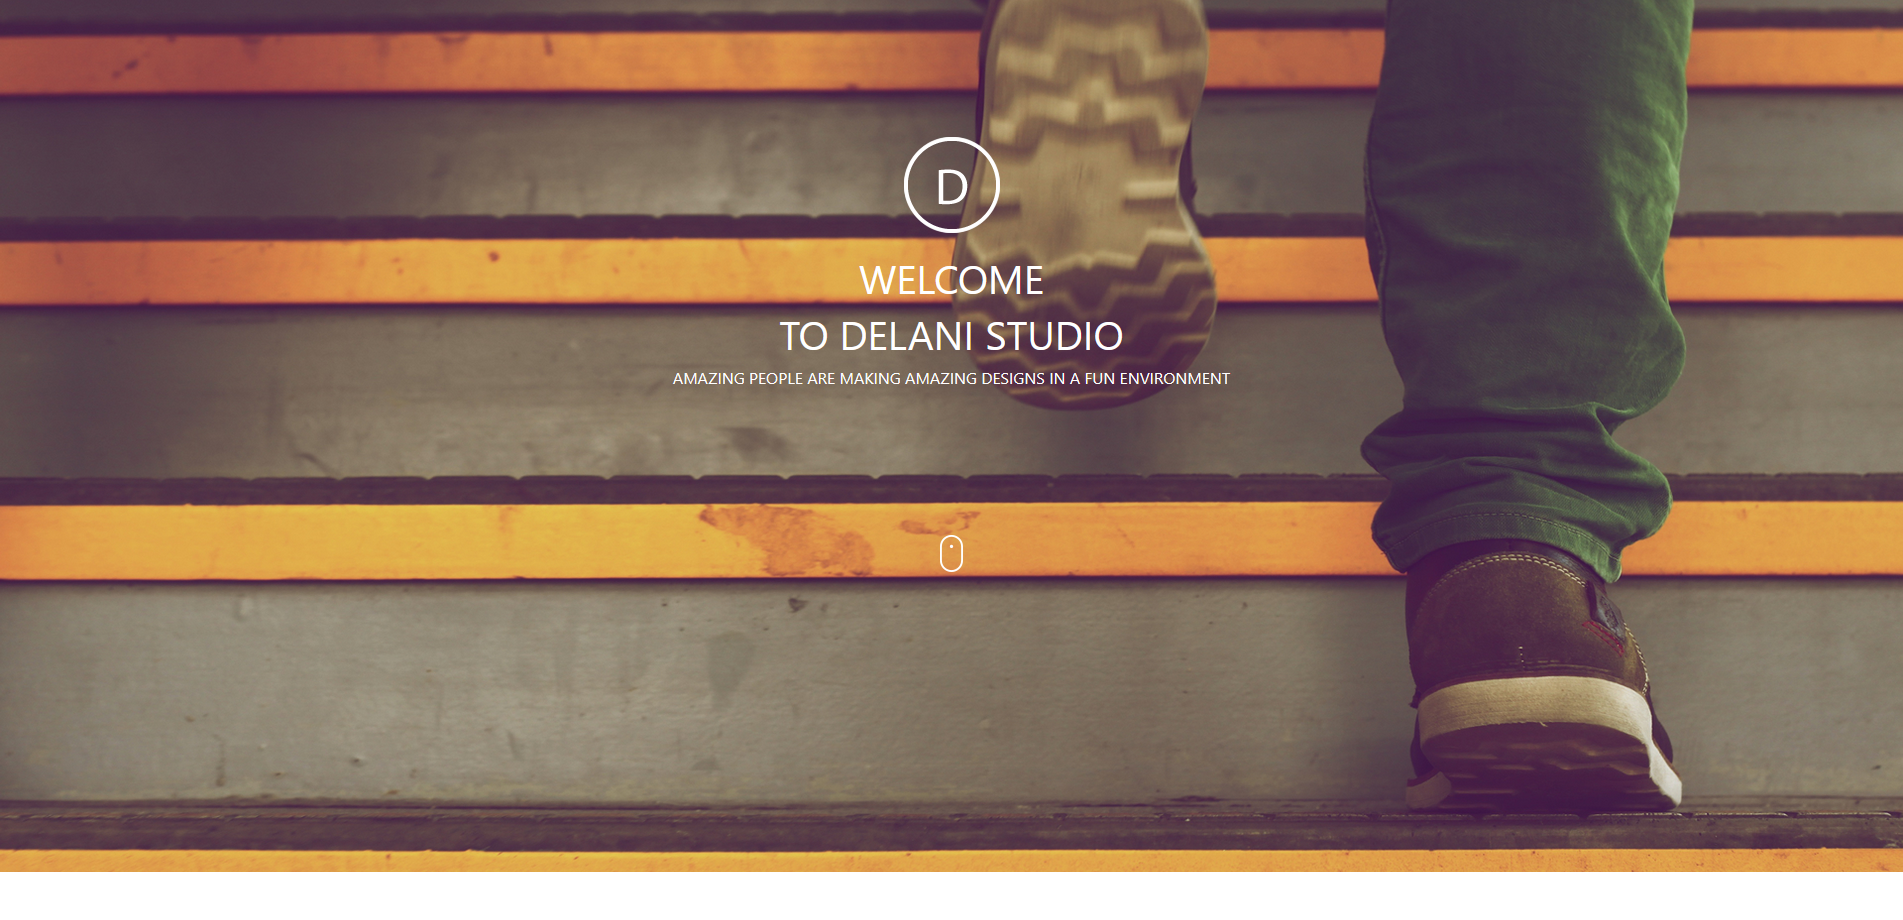 D
WELCOME
TO DELANI STUDIO
AMAZING PEOPLE ARE MAKING AMAZING DESIGNS IN A FUN ENVIRONMENT